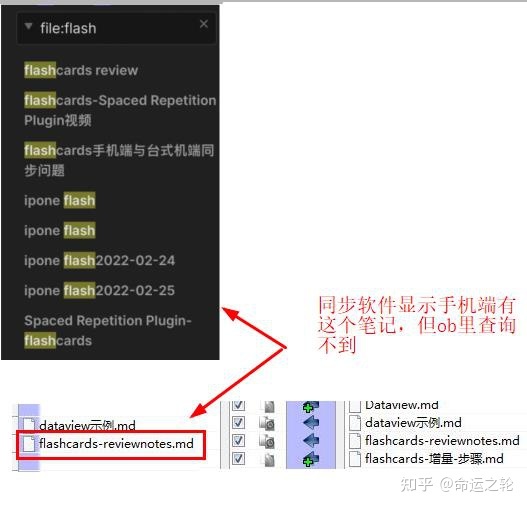 file:flash
flashcards review
flashcards-Spaced Repetition
Plugin视频
flashcards手机端与台式机端同
步问题
ipone flash
ipone flash
ipone flash2022-02-24
ipone flash2022-02-25
Spaced Repetition Plugin-
flashcards
同步软件显示手机端有
这个笔记，但ob里查询
不到
Dataview.md
dataview示例.md
dataview示例.md
flashcards-reviewnotes.md
flashcards-reviewnotes.md
flashcards-增量-步骤.md
知乎 @命运之轮